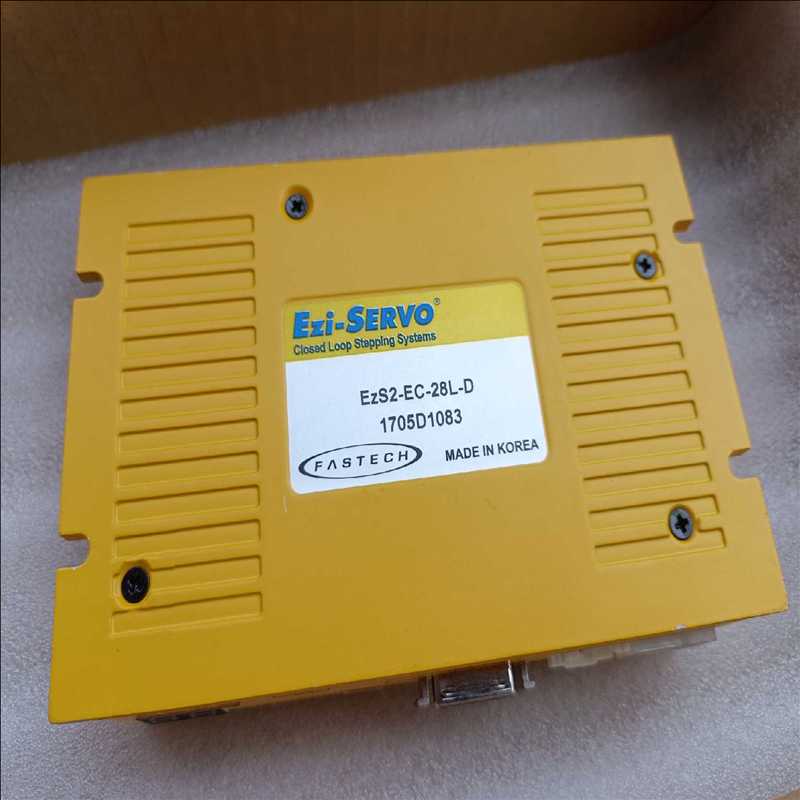 Ezi-SERVO®
Closed Loop Stepping Systems
EzS2-EC-28L-D
1705D1083
FASTECH
MADE IN KOREA